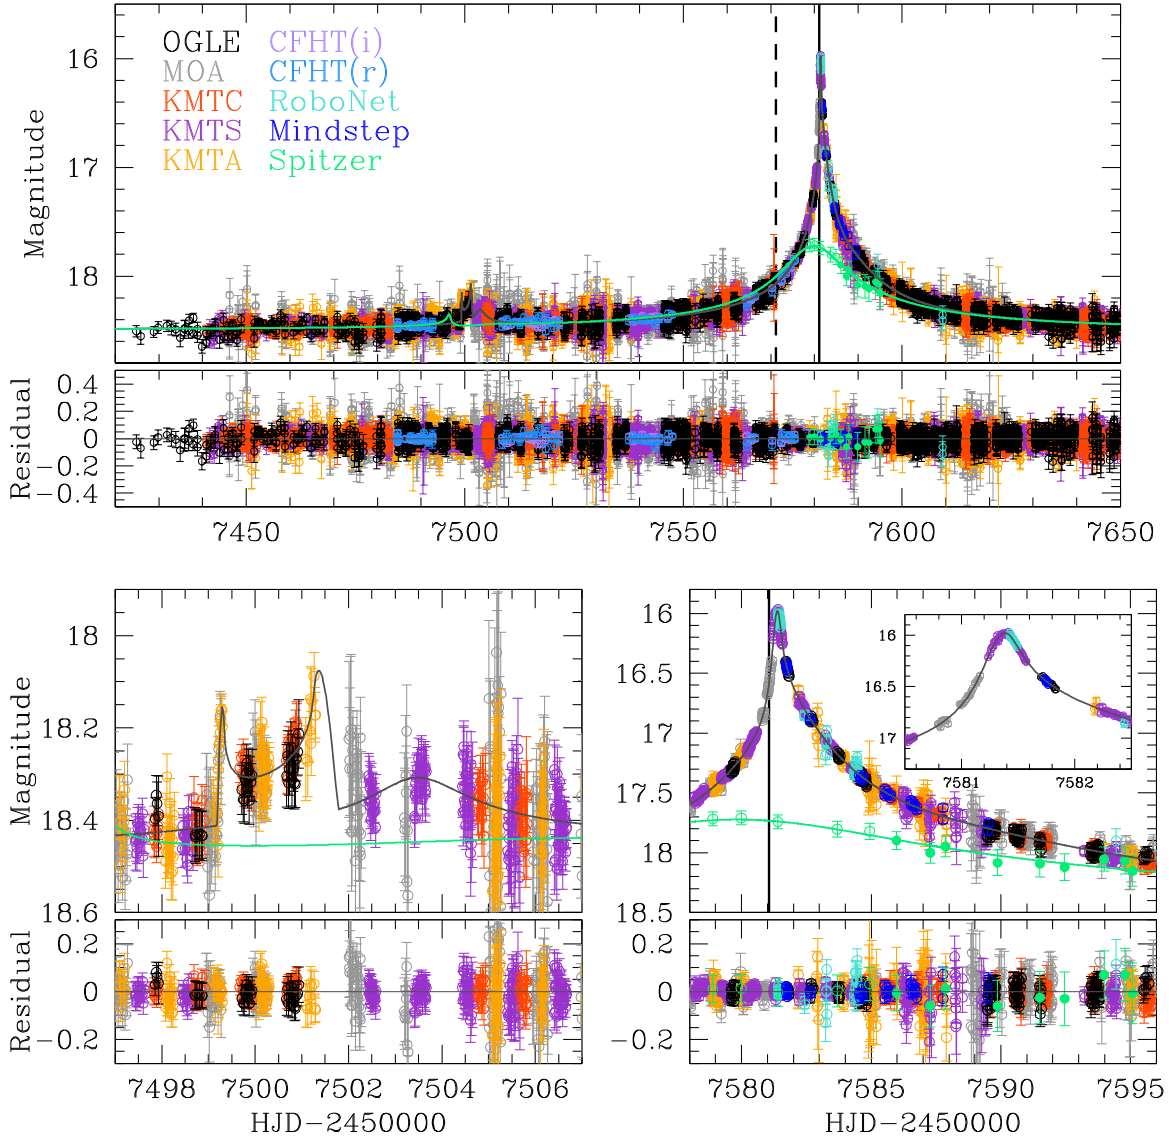 OGLE CFHT(i)
MOA CFHT(r)
KMTC RoboNet
KMTS Mindstep
KMTA Spitzer
Magnitude
16
17
18
Residual
0.4
0.2
0
−0.2
−0.4
7450 7500 7550 7600 7650
Magnitude
18
18.2
18.4
18.6
Residual
0.2
0
−0.2
7498 7500 7502 7504 7506
HJD−2450000
16
16.5
17
17.5
18
18.5
16
16.5
17
7581 7582
0.2
0
−0.2
7580 7585 7590 7595
HJD−2450000